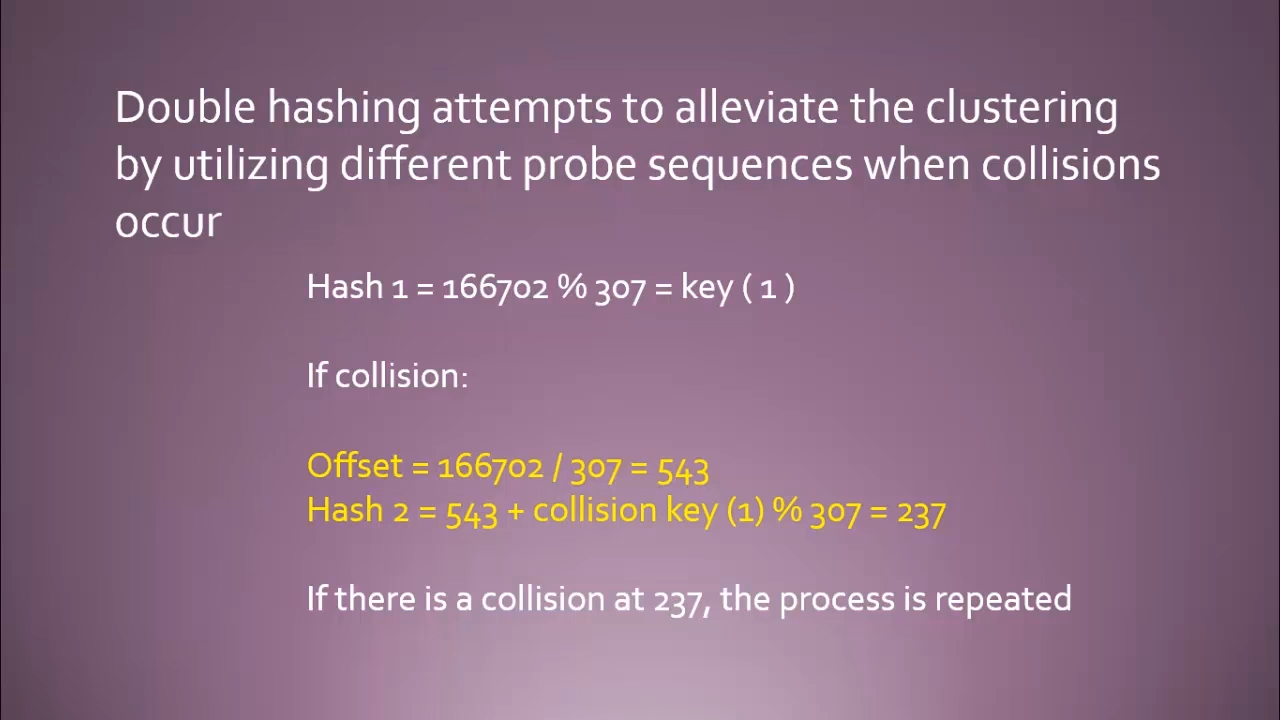 Double hashing attempts to alleviate the clustering
by utilizing different probe sequences when collisions
occur
Hash 1 = 166702 % 307 = key ( 1 )
If collision:
Offset = 166702 / 307 = 543
Hash 2 = 543 + collision key (1) % 307 = 237
If there is a collision at 237, the process is repeated